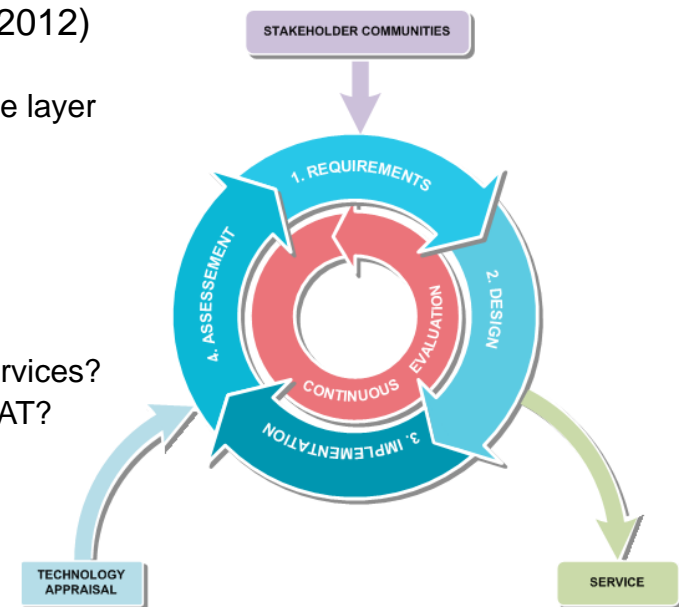 2012)
e layer
rvices?
AT?
STAKEHOLDER COMMUNITIES
1. REQUIREMENTS
2. DESIGN
3. IMPLEMENTATION
4. ASSESSEMENT
CONTINUOUS EVALUATION
TECHNOLOGY
APPRAISAL
SERVICE